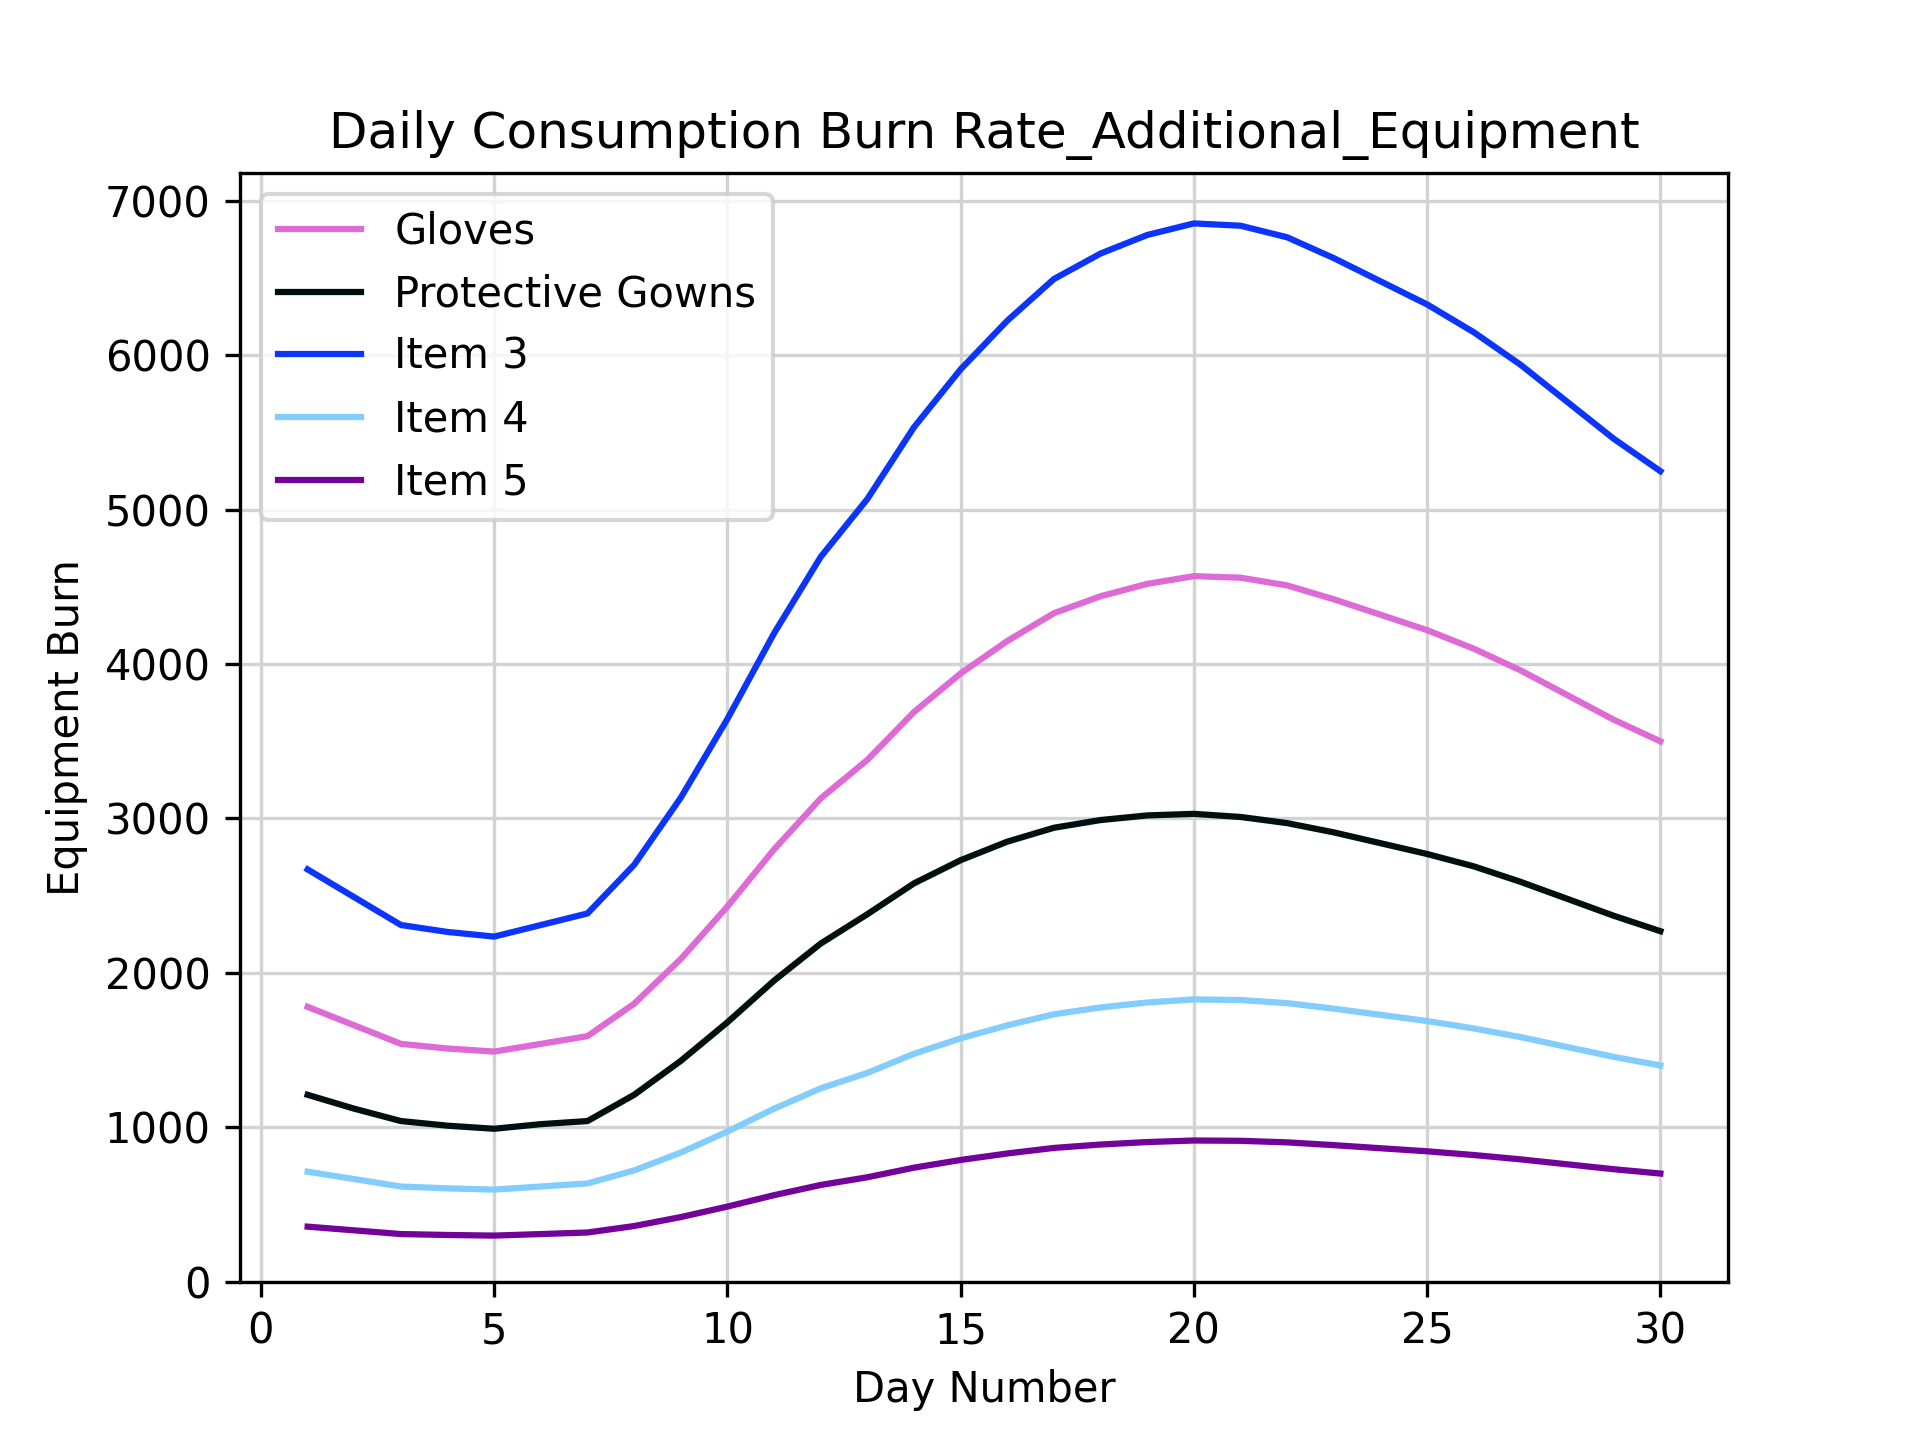 Daily Consumption Burn Rate_Additional_Equipment
7000
6000
5000
4000
3000
2000
1000
0
Equipment Burn
Gloves
Protective Gowns
Item 3
Item 4
Item 5
0 5 10 15 20 25 30
Day Number